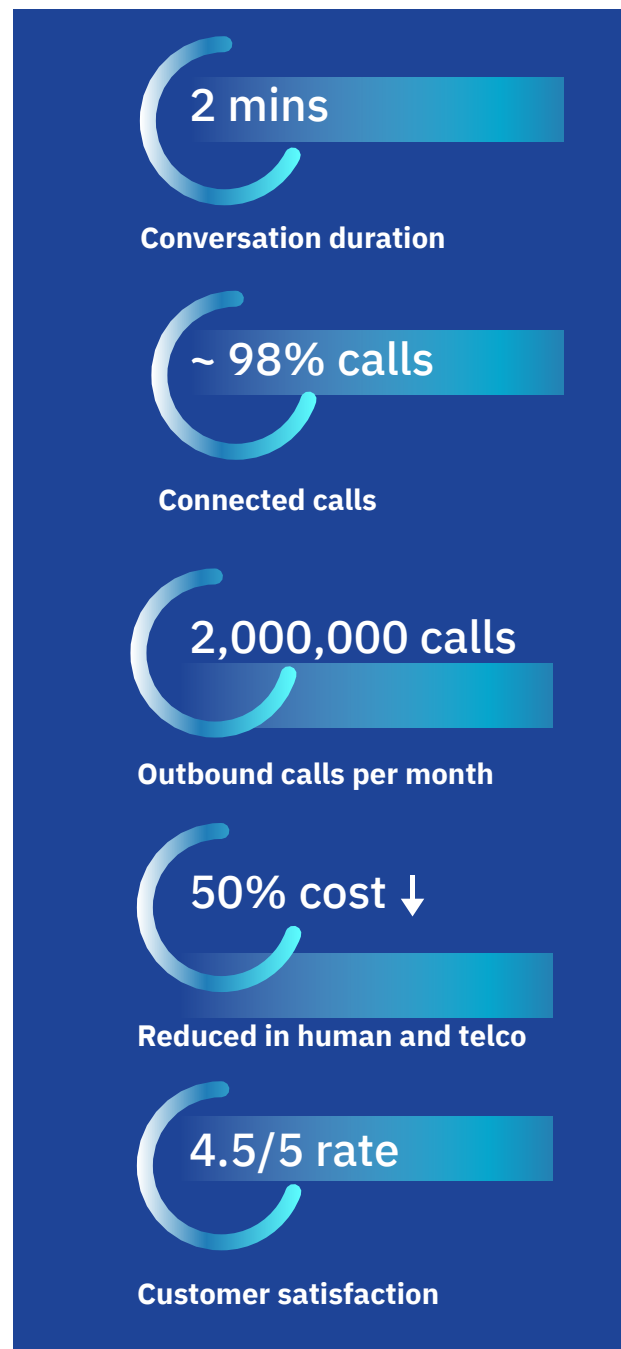 2 mins
Conversation duration
~ 98% calls
Connected calls
2,000,000 calls
Outbound calls per month
50% cost ↓
Reduced in human and telco
4.5/5 rate
Customer satisfaction